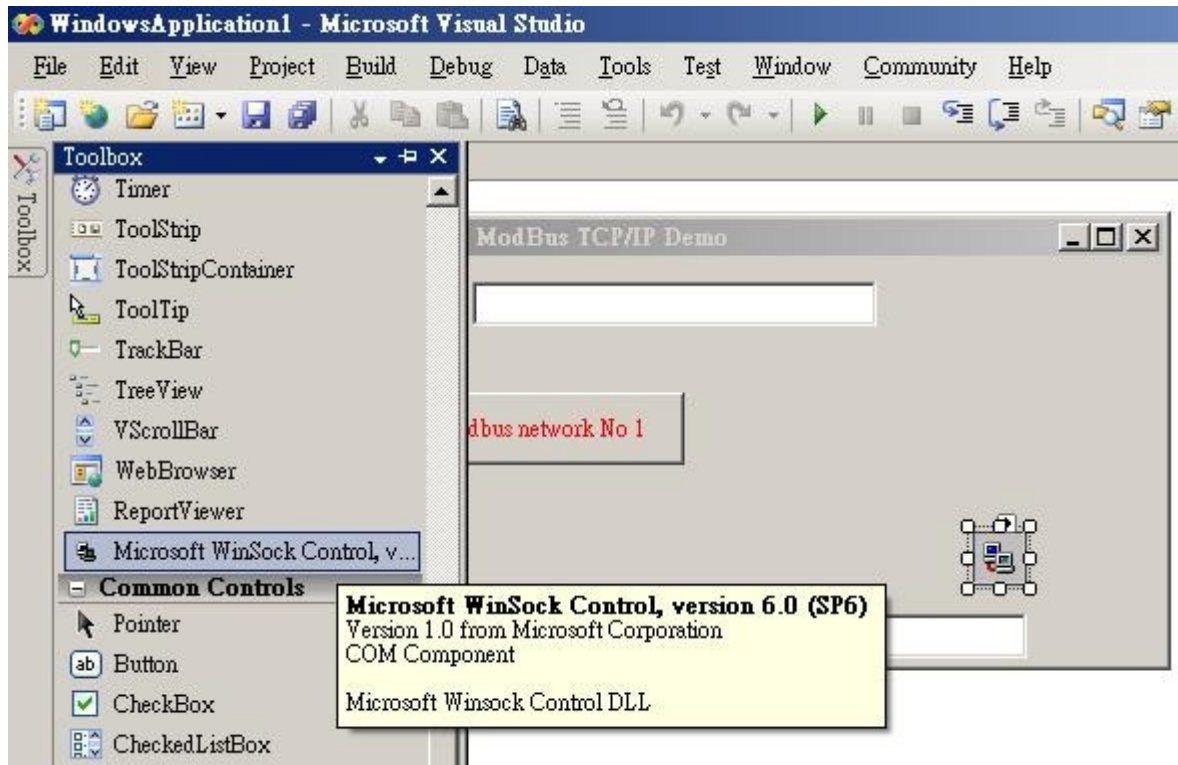 WindowsApplication1 - Microsoft Visual Studio
File Edit View Project Build Debug Data Tools Test Window Community Help
Toolbox
Toolbox
Timer
ToolStrip
ToolStripContainer
ToolTip
TrackBar
TreeView
VScrollBar
WebBrowser
ReportViewer
Microsoft WinSock Control, v...
Common Controls
Pointer
ab Button
CheckBox
CheckedListBox
ModBus TCP/IP Demo
dbus network No 1
Microsoft WinSock Control, version 6.0 (SP6)
Version 1.0 from Microsoft Corporation
COM Component
Microsoft Winsock Control DLL